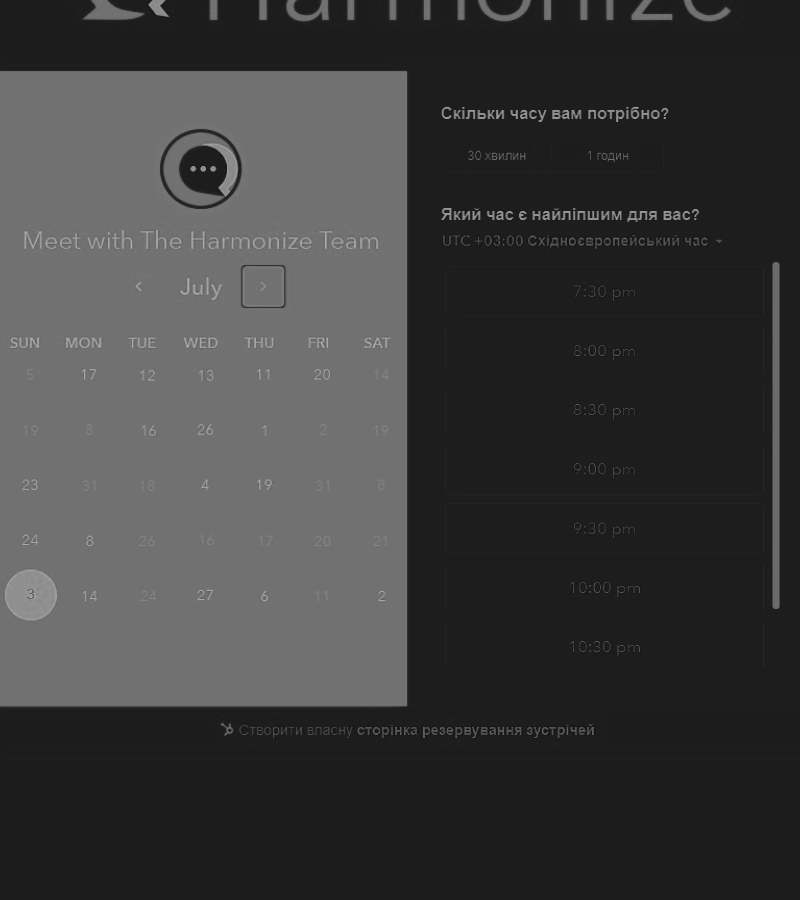 Harmonize
Meet with The Harmonize Team
July
SUN MON TUE WED THU FRI SAT
5 17 12 13 11 20 14
19 8 16 26 1 2 19
23 31 18 4 19 31 8
24 8 26 16 17 20 21
3 14 24 27 6 11 2
Скільки часу вам потрібно?
30 хвилин 1 годин
Який час є найліпшим для вас?
UTC +03:00 Східноєвропейський час
7:30 pm
8:00 pm
8:30 pm
9:00 pm
9:30 pm
10:00 pm
10:30 pm
Створити власну сторінка резервування зустрічей